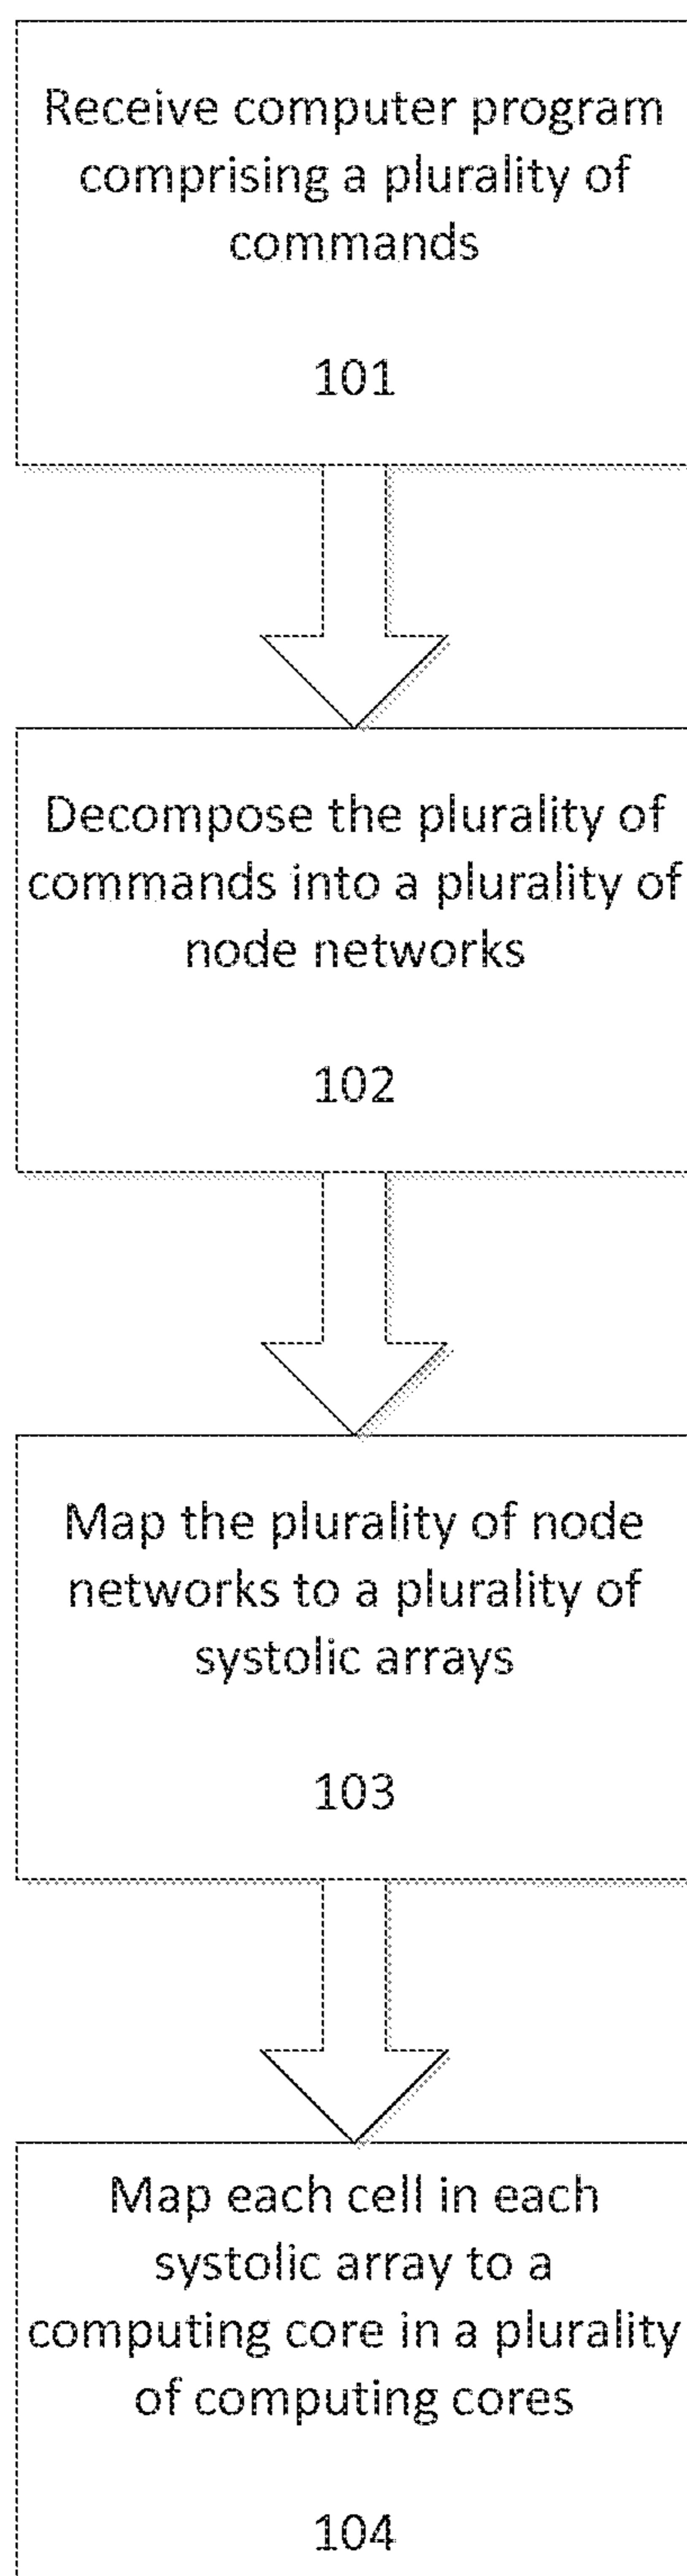 Receive computer program
comprising a plurality of
commands
101
Decompose the plurality of
commands into a plurality of
node networks
102
Map the plurality of node
networks to a plurality of
systolic arrays
103
Map each cell in each
systolic array to a
computing core in a plurality
of computing cores
104